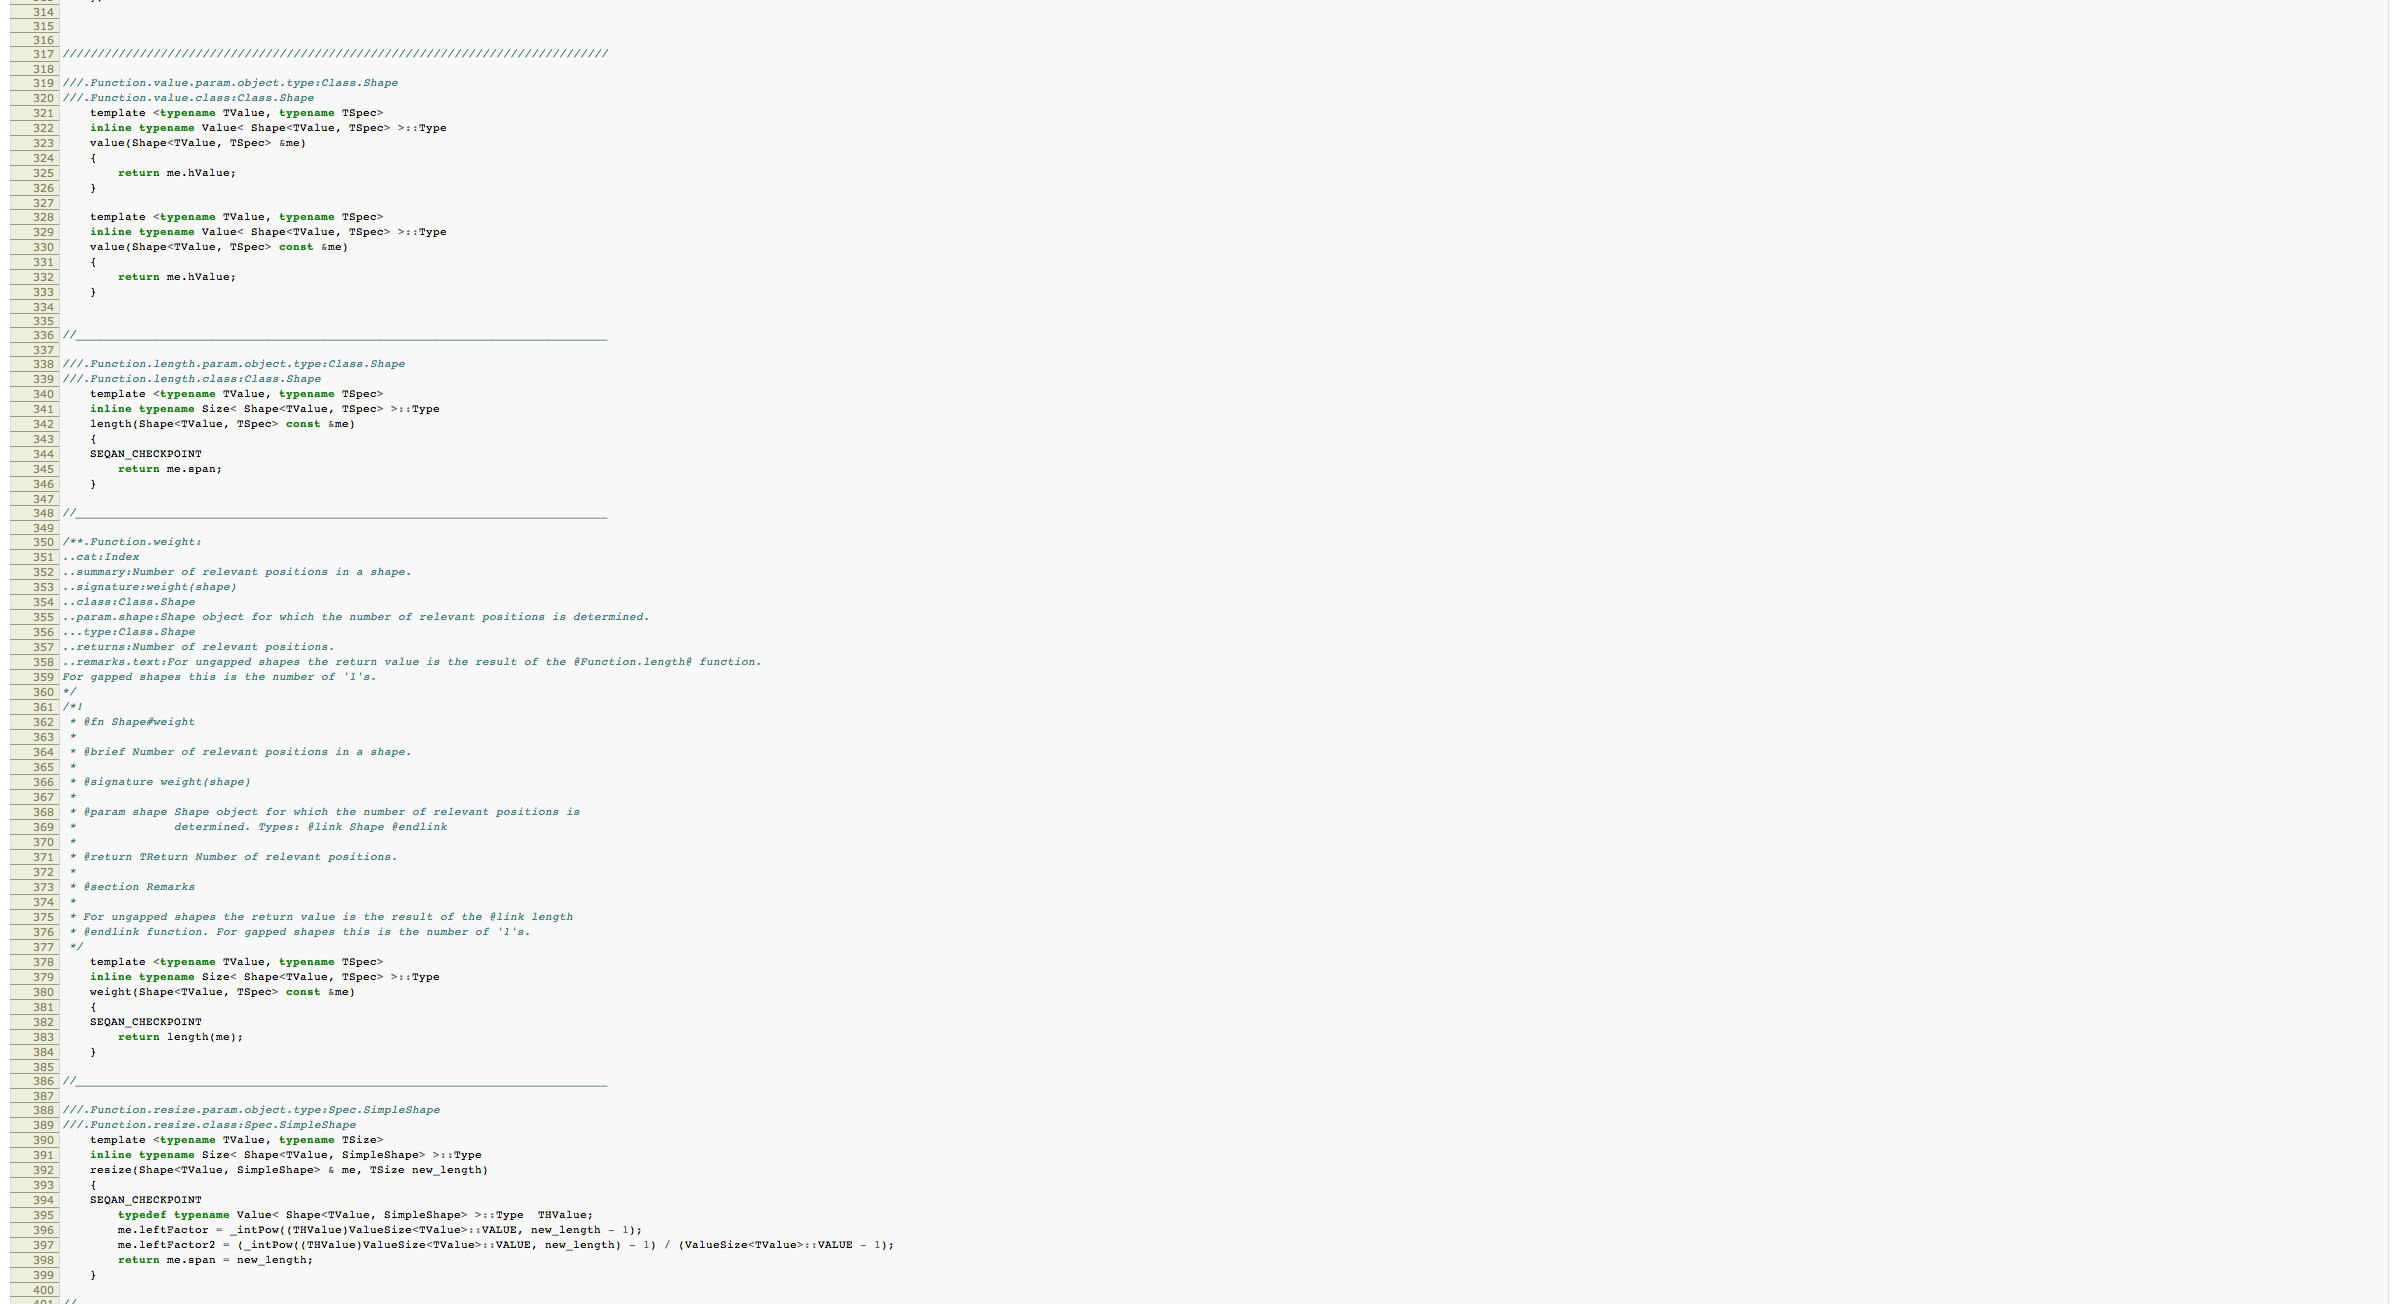 314
315
316
317 //////////////////////////////////////////////////////////////////////////////
318
319 ///.Function.value.param.object.type:Class.Shape
320 ///.Function.value.class:Class.Shape
321     template <typename TValue, typename TSpec>
322     inline typename Value< Shape<TValue, TSpec> >::Type
323     value(Shape<TValue, TSpec> &me)
324     {
325         return me.hValue;
326     }
327
328     template <typename TValue, typename TSpec>
329     inline typename Value< Shape<TValue, TSpec> >::Type
330     value(Shape<TValue, TSpec> const &me)
331     {
332         return me.hValue;
333     }
334
335
336 //____________________________________________________________________________
337
338 ///.Function.length.param.object.type:Class.Shape
339 ///.Function.length.class:Class.Shape
340     template <typename TValue, typename TSpec>
341     inline typename Size< Shape<TValue, TSpec> >::Type
342     length(Shape<TValue, TSpec> const &me)
343     {
344     SEQAN_CHECKPOINT
345         return me.span;
346     }
347
348 //____________________________________________________________________________
349
350 /**.Function.weight:
351 ..cat:Index
352 ..summary:Number of relevant positions in a shape.
353 ..signature:weight(shape)
354 ..class:Class.Shape
355 ..param.shape:Shape object for which the number of relevant positions is determined.
356 ...type:Class.Shape
357 ..returns:Number of relevant positions.
358 ..remarks.text:For ungapped shapes the return value is the result of the @Function.length@ function.
359 For gapped shapes this is the number of '1's.
360 */
361 /*!
362  * @fn Shape#weight
363  *
364  * @brief Number of relevant positions in a shape.
365  *
366  * @signature weight(shape)
367  *
368  * @param shape Shape object for which the number of relevant positions is
369  *              determined. Types: @link Shape @endlink
370  *
371  * @return TReturn Number of relevant positions.
372  *
373  * @section Remarks
374  *
375  * For ungapped shapes the return value is the result of the @link length
376  * @endlink function. For gapped shapes this is the number of '1's.
377  */
378     template <typename TValue, typename TSpec>
379     inline typename Size< Shape<TValue, TSpec> >::Type
380     weight(Shape<TValue, TSpec> const &me)
381     {
382     SEQAN_CHECKPOINT
383         return length(me);
384     }
385
386 //____________________________________________________________________________
387
388 ///.Function.resize.param.object.type:Spec.SimpleShape
389 ///.Function.resize.class:Spec.SimpleShape
390     template <typename TValue, typename TSize>
391     inline typename Size< Shape<TValue, SimpleShape> >::Type
392     resize(Shape<TValue, SimpleShape> & me, TSize new_length)
393     {
394     SEQAN_CHECKPOINT
395         typedef typename Value< Shape<TValue, SimpleShape> >::Type  THValue;
396         me.leftFactor = _intPow((THValue)ValueSize<TValue>::VALUE, new_length - 1);
397         me.leftFactor2 = (_intPow((THValue)ValueSize<TValue>::VALUE, new_length) - 1) / (ValueSize<TValue>::VALUE - 1);
398         return me.span = new_length;
399     }
400